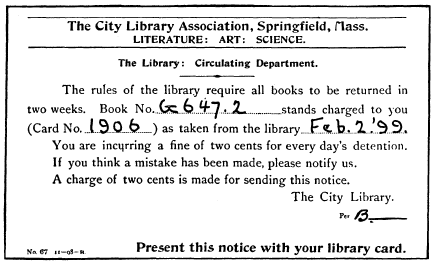 The City Library Association, Springfield, Mass.
LITERATURE: ART: SCIENCE.
The Library: Circulating Department.
The rules of the library require all books to be returned in
two weeks. Book No. G647.2 stands charged to you
(Card No. 1906) as taken from the library Feb. 2. '99.
You are incurring a fine of two cents for every day's detention.
If you think a mistake has been made, please notify us.
A charge of two cents is made for sending this notice.
The City Library.
Per B.
No. 67 11-98-R
Present this notice with your library card.